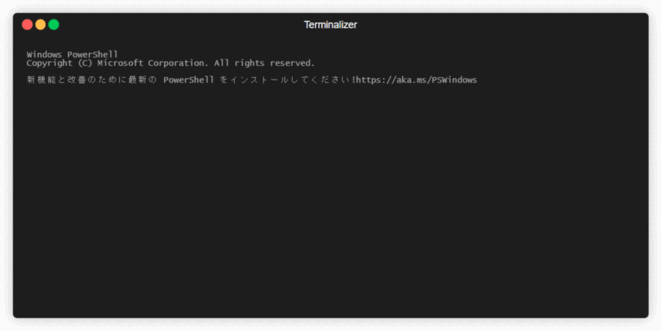 Terminalizer
Windows PowerShell
Copyright (C) Microsoft Corporation. All rights reserved.
新機能と改善のために最新の PowerShell をインストールしてください!https://aka.ms/PSWindows